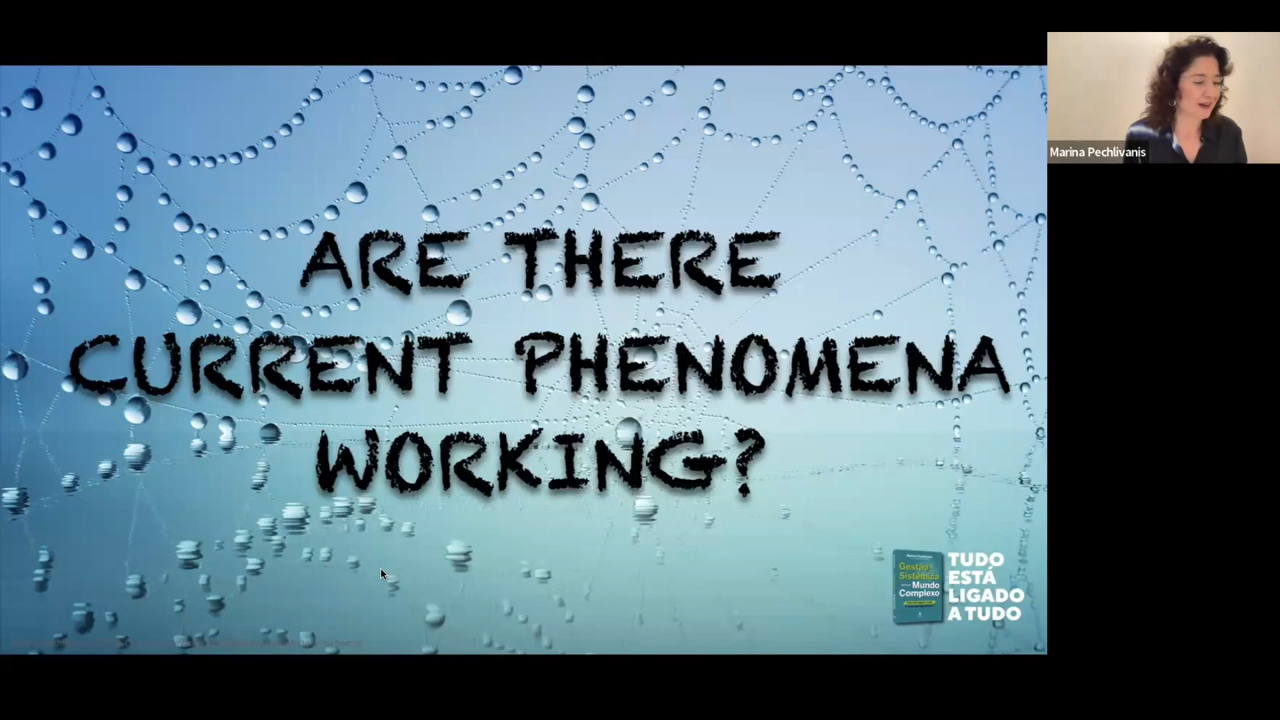 ARE THERE
CURRENT PHENOMENA
WORKING?
Marina Pechlivanis
Gestão
Sistêmica
Mundo
Complexo
TUDO
ESTÁ
LIGADO
A TUDO